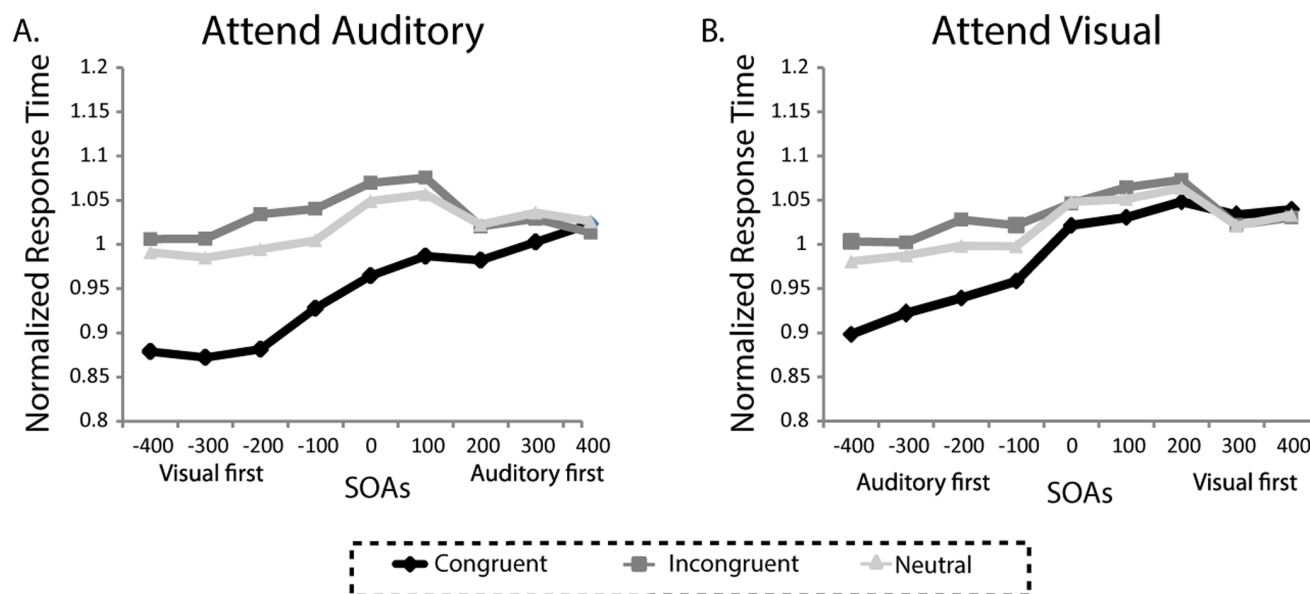 A.
Attend Auditory
Normalized Response Time
1.2
1.15
1.1
1.05
1
0.95
0.9
0.85
0.8
-400 -300 -200 -100 0 100 200 300 400
Visual first
SOAs
Auditory first
B.
Attend Visual
Normalized Response Time
1.2
1.15
1.1
1.05
1
0.95
0.9
0.85
0.8
-400 -300 -200 -100 0 100 200 300 400
Auditory first
SOAs
Visual first
Congruent Incongruent Neutral